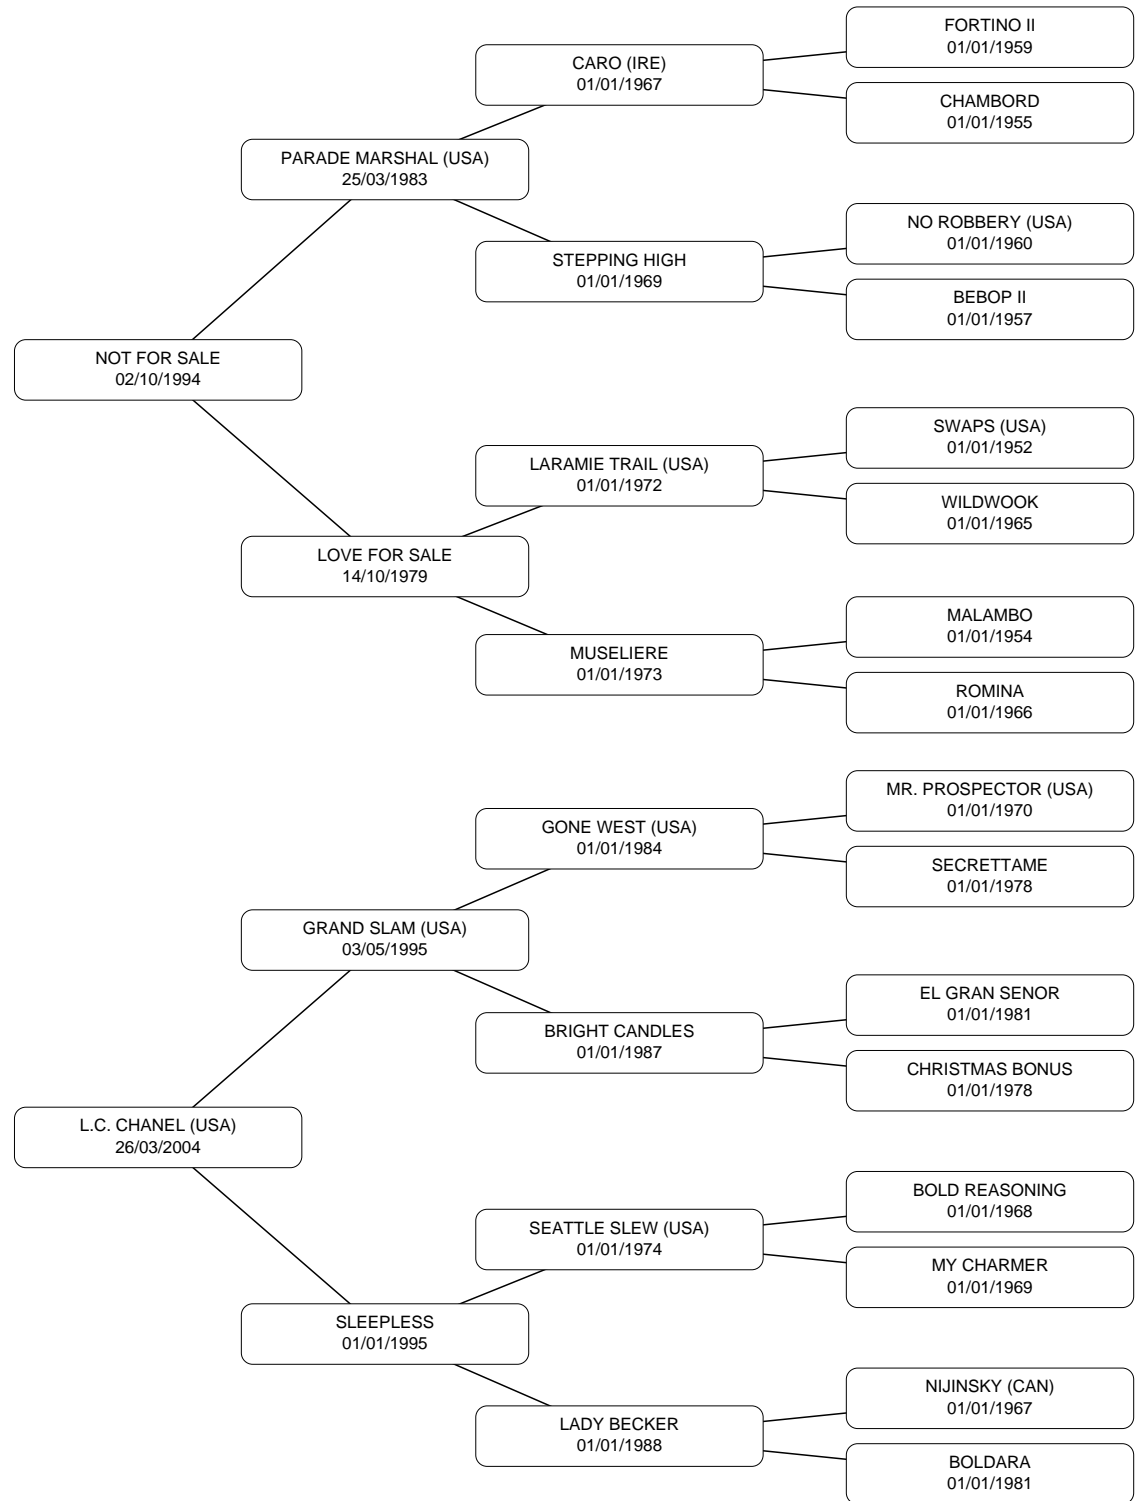 FORTINO II
01/01/1959
CARO (IRE)
01/01/1967
CHAMBORD
01/01/1955
PARADE MARSHAL (USA)
25/03/1983
NO ROBBERY (USA)
01/01/1960
STEPPING HIGH
01/01/1969
BEBOP II
01/01/1957
NOT FOR SALE
02/10/1994
SWAPS (USA)
01/01/1952
LARAMIE TRAIL (USA)
01/01/1972
WILDWOOK
01/01/1965
LOVE FOR SALE
14/10/1979
MALAMBO
01/01/1954
MUSELIERE
01/01/1973
ROMINA
01/01/1966
MR. PROSPECTOR (USA)
01/01/1970
GONE WEST (USA)
01/01/1984
SECRETTAME
01/01/1978
GRAND SLAM (USA)
03/05/1995
EL GRAN SENOR
01/01/1981
BRIGHT CANDLES
01/01/1987
CHRISTMAS BONUS
01/01/1978
L.C. CHANEL (USA)
26/03/2004
BOLD REASONING
01/01/1968
SEATTLE SLEW (USA)
01/01/1974
MY CHARMER
01/01/1969
SLEEPLESS
01/01/1995
NIJINSKY (CAN)
01/01/1967
LADY BECKER
01/01/1988
BOLDARA
01/01/1981